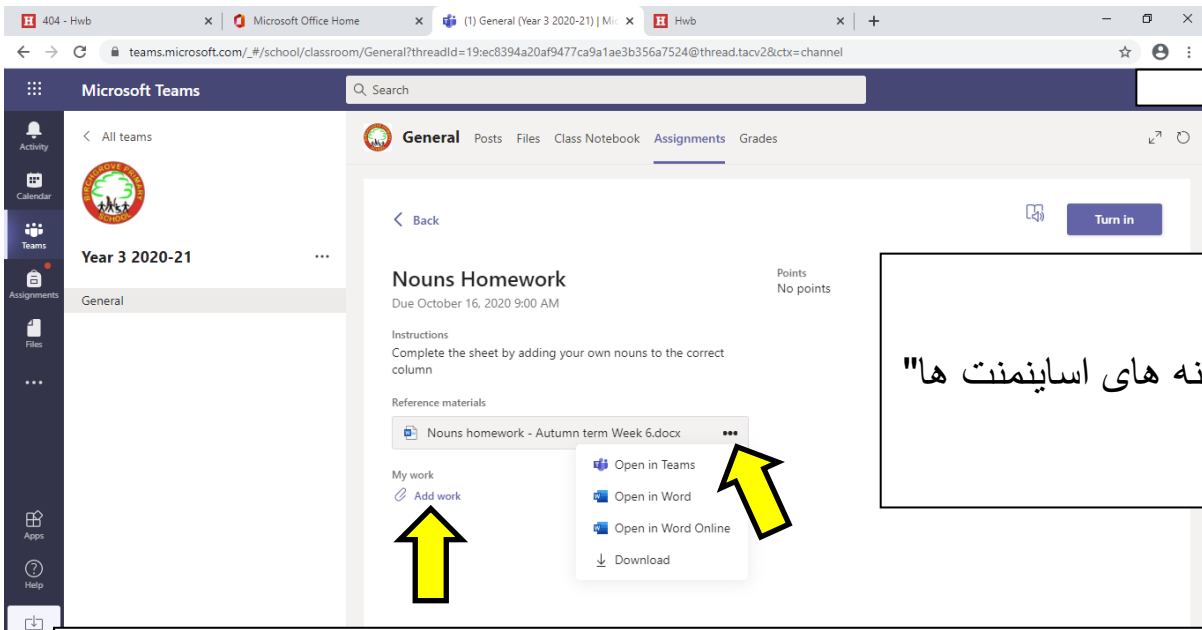 404 - Hwb
Microsoft Office Home
(1) General (Year 3 2020-21) | Mic
Hwb
teams.microsoft.com/_#/school/classroom/General?threadId=19:ec8394a20af9477ca9a1ae3b356a7524@thread.tacv2&ctx=channel
Microsoft Teams
Search
Activity
Calendar
Teams
Assignments
Files
Apps
Help
All teams
BIRCHGROVE PRIMARY SCHOOL
Year 3 2020-21
General
General Posts Files Class Notebook Assignments Grades
Back
Turn in
Nouns Homework
Due October 16, 2020 9:00 AM
Points
No points
Instructions
Complete the sheet by adding your own nouns to the correct
column
Reference materials
Nouns homework - Autumn term Week 6.docx
My work
Add work
Open in Teams
Open in Word
Open in Word Online
Download
نه های اساینمنت ها"